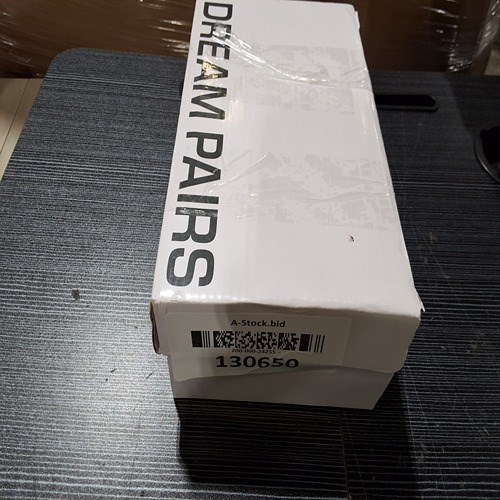 DREAM PAIRS
A-Stock.bid
130650